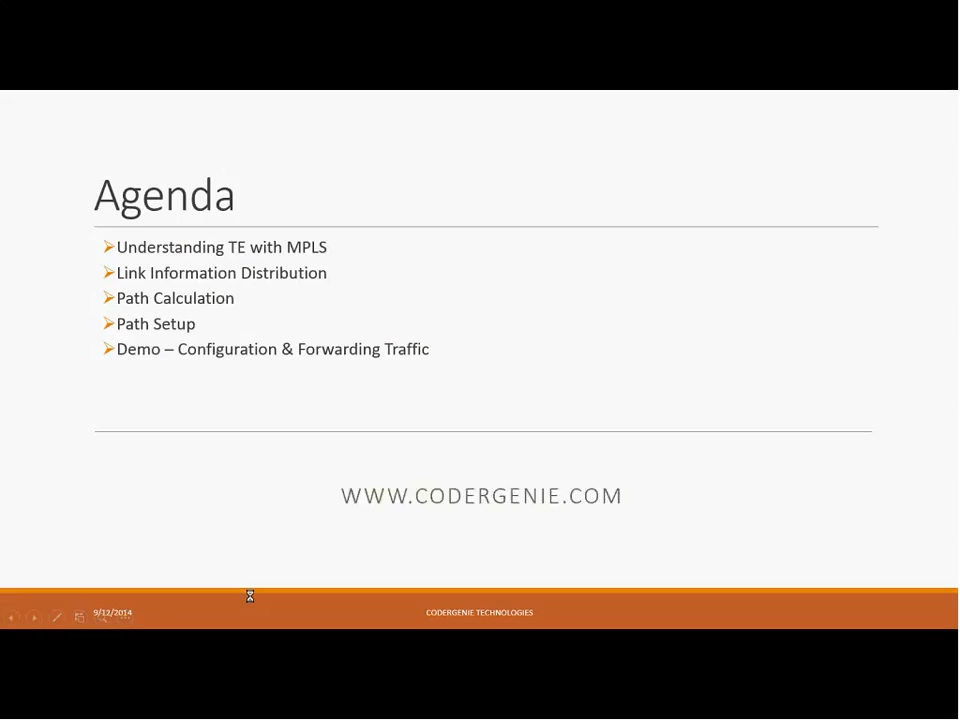 Agenda
Understanding TE with MPLS
Link Information Distribution
Path Calculation
Path Setup
Demo – Configuration & Forwarding Traffic
WWW.CODERGENIE.COM
9/12/2014
CODERGENIE TECHNOLOGIES